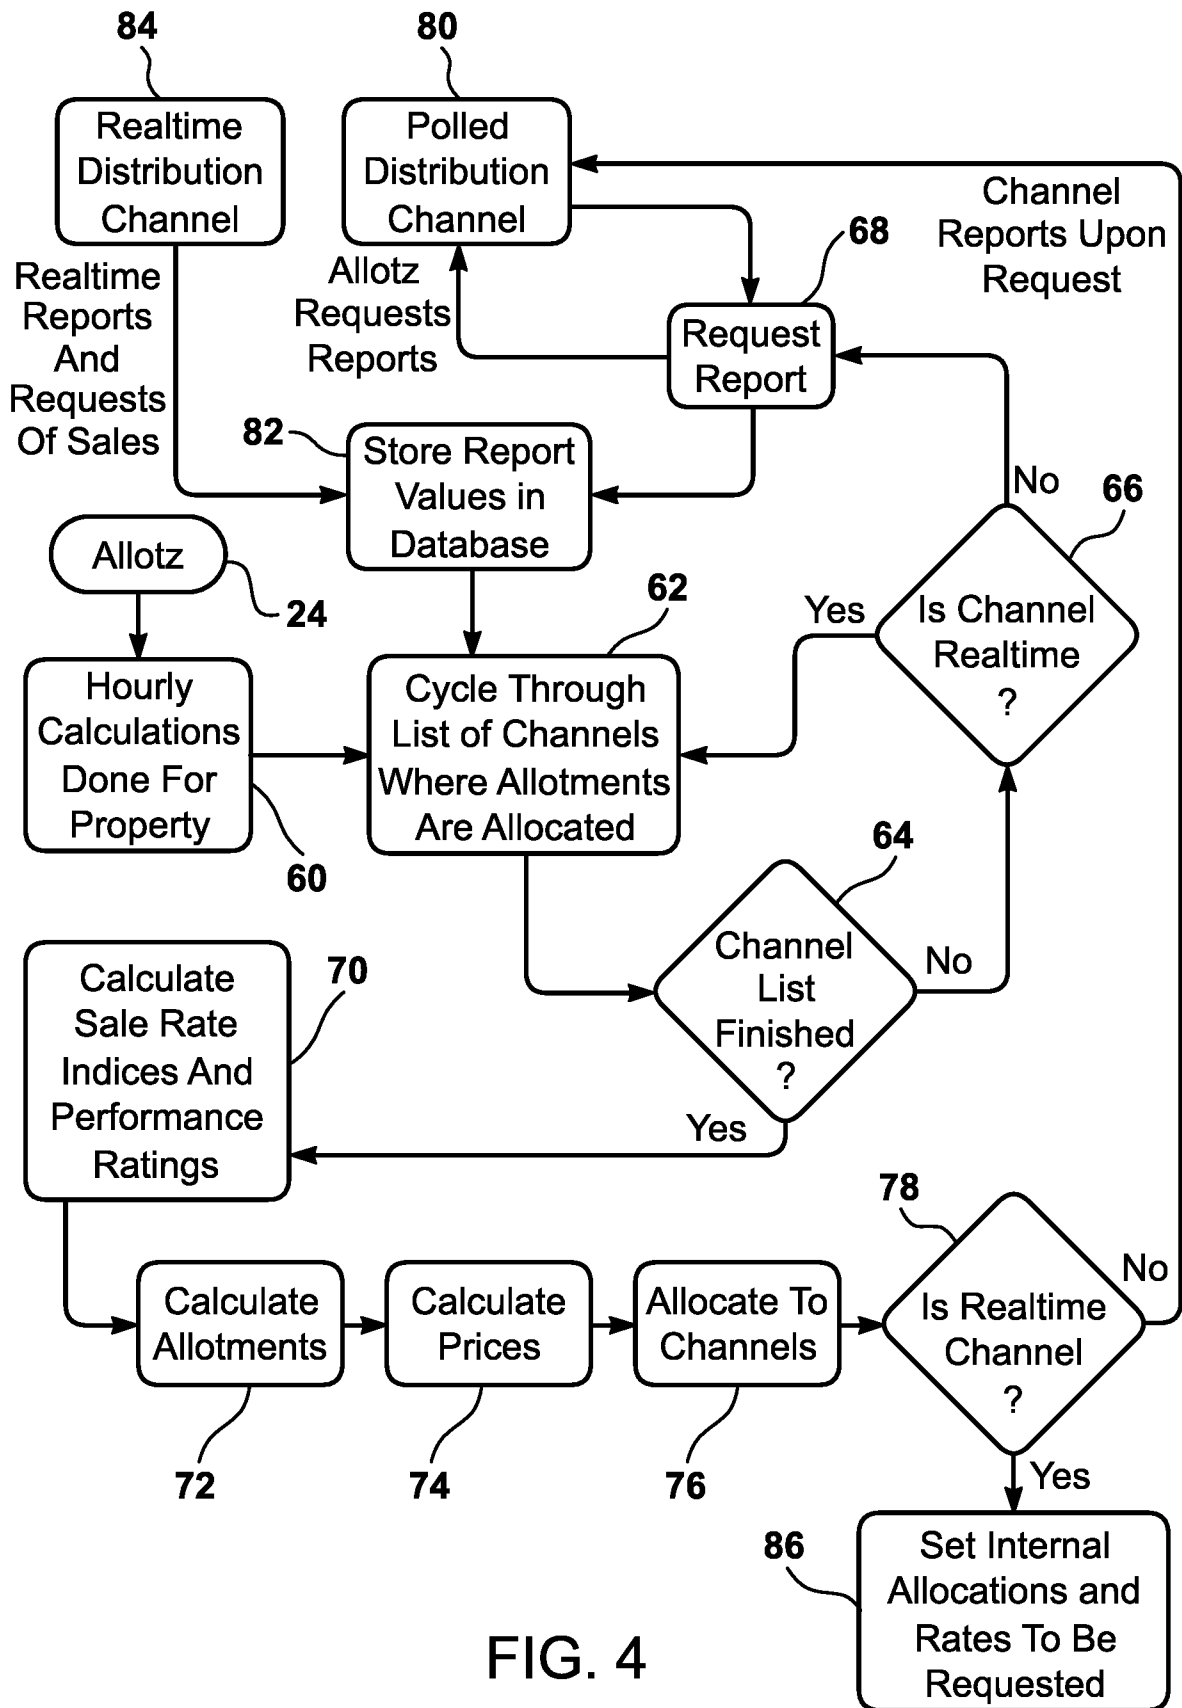 84
80
Realtime
Distribution
Channel
Polled
Distribution
Channel
Channel
Reports Upon
Request
68
Realtime
Reports
And
Requests
Of Sales
Allotz
Requests
Reports
Request
Report
82
Store Report
Values in
Database
No
66
Allotz
24
62
Yes
Is Channel
Realtime
?
Hourly
Calculations
Done For
Property
60
Cycle Through
List of Channels
Where Allotments
Are Allocated
64
Channel
List
Finished
?
No
Yes
Calculate
Sale Rate
Indices And
Performance
Ratings
70
78
No
Calculate
Allotments
Calculate
Prices
Allocate To
Channels
Is Realtime
Channel
?
72
74
76
Yes
86
Set Internal
Allocations and
Rates To Be
Requested
FIG. 4